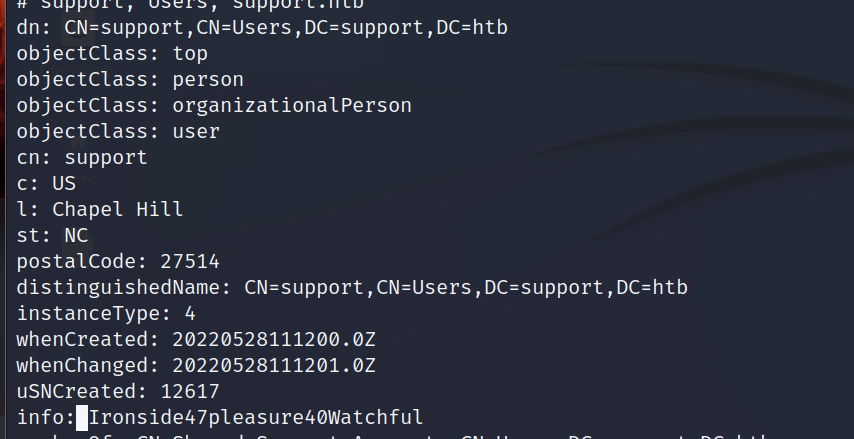 # support, Users, support.htb
dn: CN=support,CN=Users,DC=support,DC=htb
objectClass: top
objectClass: person
objectClass: organizationalPerson
objectClass: user
cn: support
c: US
l: Chapel Hill
st: NC
postalCode: 27514
distinguishedName: CN=support,CN=Users,DC=support,DC=htb
instanceType: 4
whenCreated: 20220528111200.0Z
whenChanged: 20220528111201.0Z
uSNCreated: 12617
info: Ironside47pleasure40Watchful